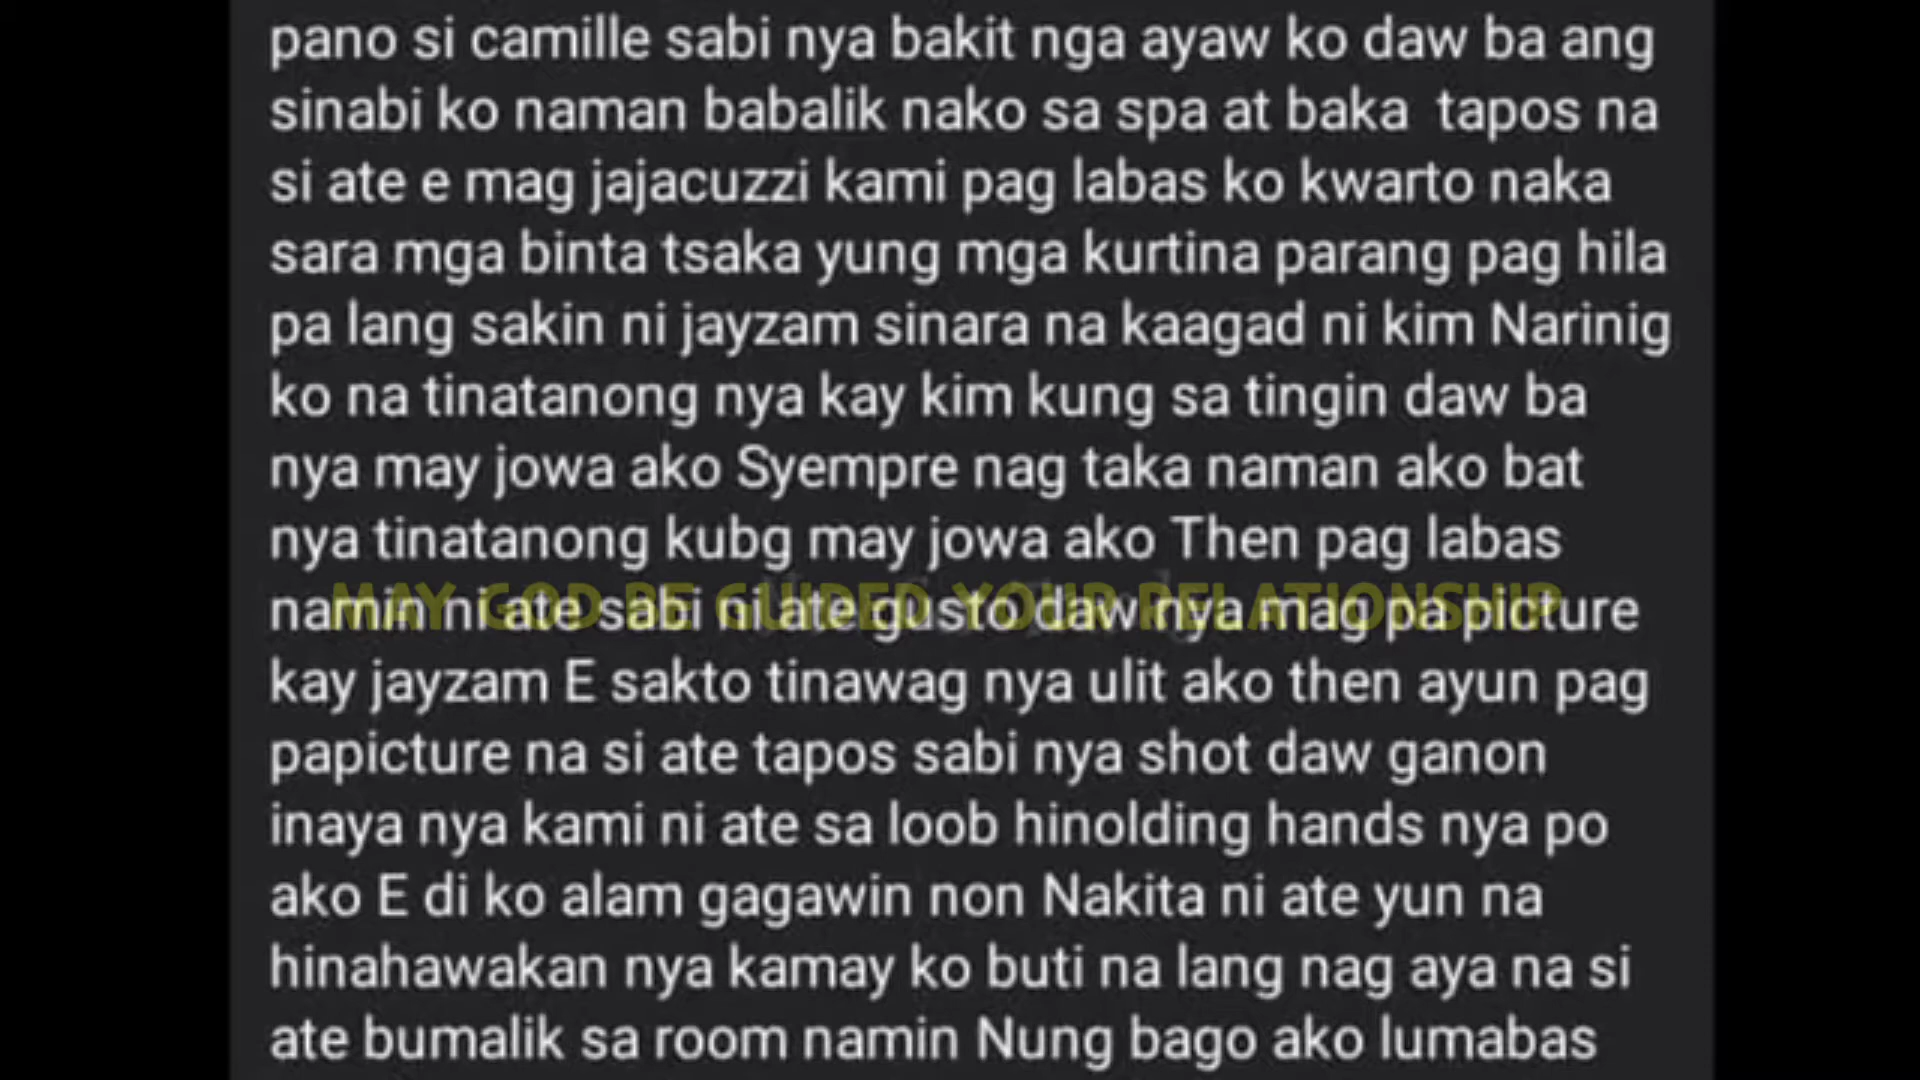 pano si camille sabi nya bakit nga ayaw ko daw ba ang
sinabi ko naman babalik nako sa spa at baka tapos na
si ate e mag jajacuzzi kami pag labas ko kwarto naka
sara mga binta tsaka yung mga kurtina parang pag hila
pa lang sakin ni jayzam sinara na kaagad ni kim Narinig
ko na tinatanong nya kay kim kung sa tingin daw ba
nya may jowa ako Syempre nag taka naman ako bat
nya tinatanong kubg may jowa ako Then pag labas
namin ni ate sabi ni ate gusto daw nya mag pa picture
MAY GOD BE GUIDED YOUR RELATIONSHIP
kay jayzam E sakto tinawag nya ulit ako then ayun pag
papicture na si ate tapos sabi nya shot daw ganon
inaya nya kami ni ate sa loob hinolding hands nya po
ako E di ko alam gagawin non Nakita ni ate yun na
hinahawakan nya kamay ko buti na lang nag aya na si
ate bumalik sa room namin Nung bago ako lumabas